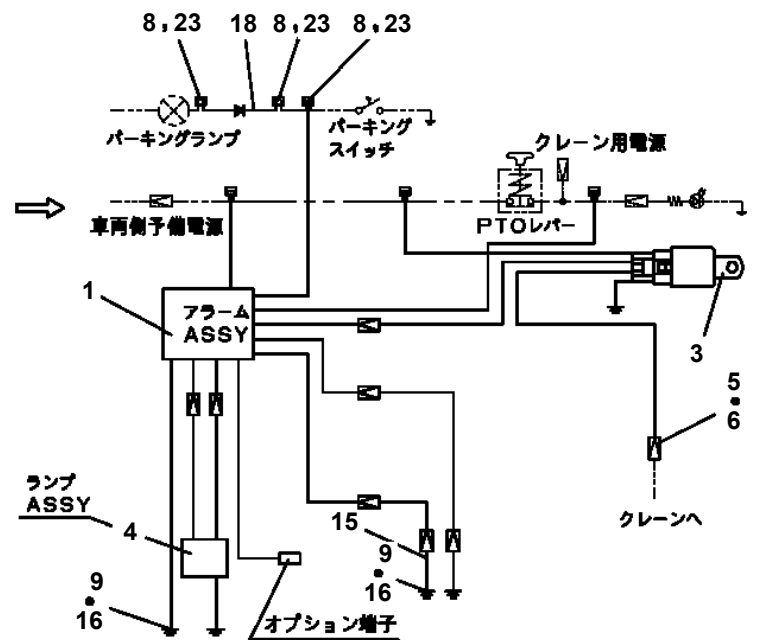 8,23 18 8,23 8,23
パーキングランプ
パーキング
スイッチ
クレーン用電源
車両側予備電源
PTOレバー
1
アラーム
ASSY
3
5
•
6
ランプ
ASSY
4
15
9
•
16
クレーンへ
9
•
16
オプション端子